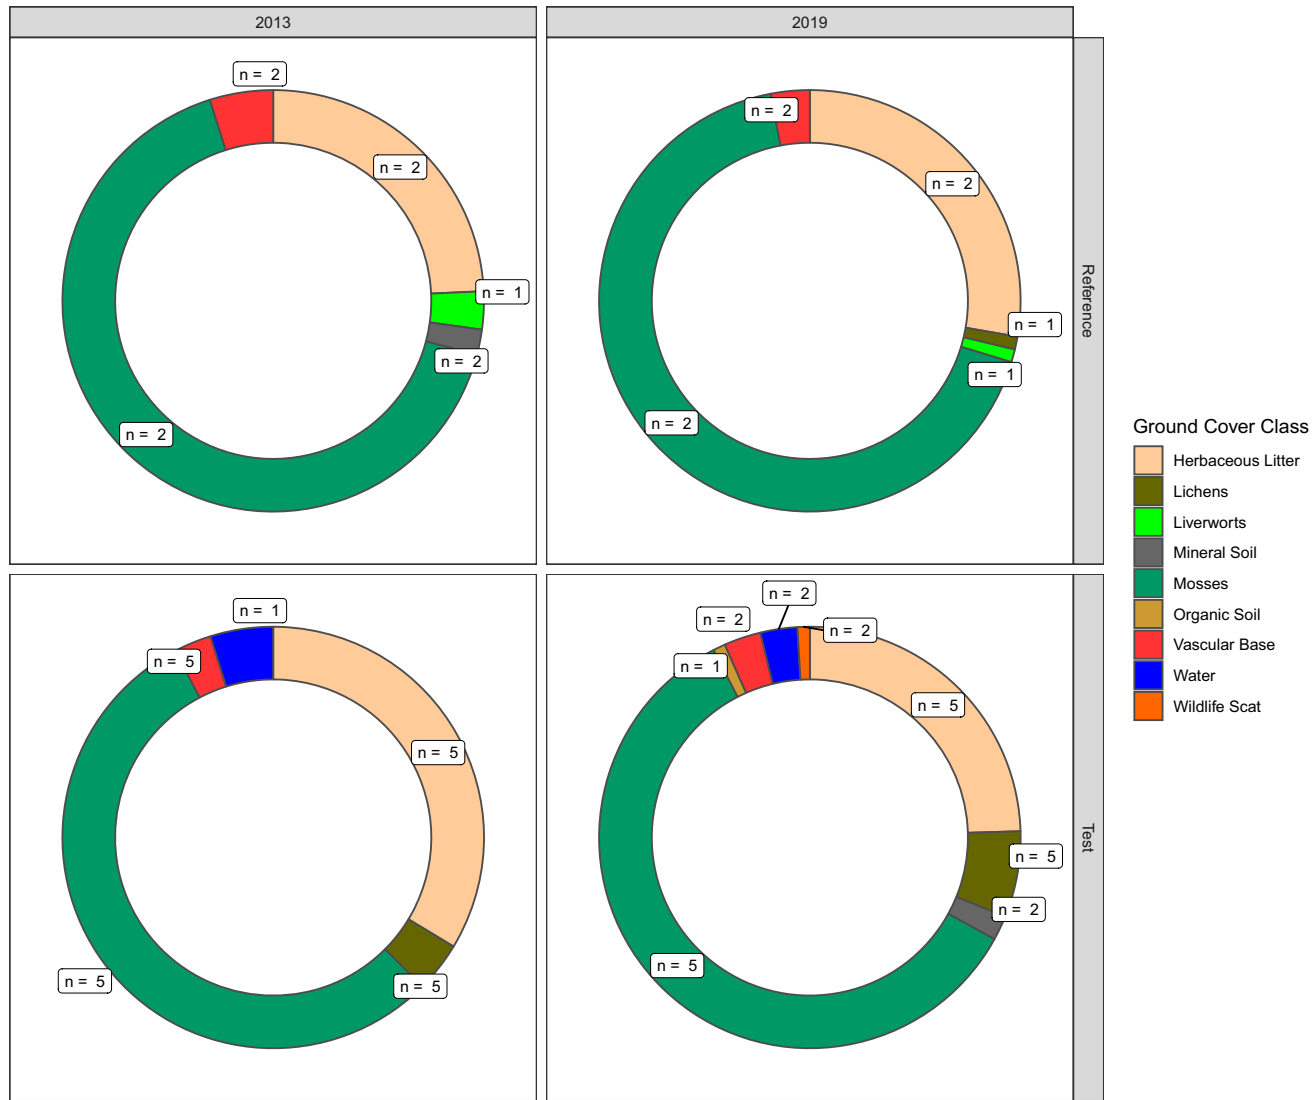 2013
2019
n = 2
n = 2
n = 1
n = 2
n = 2
n = 2
n = 2
n = 1
n = 1
n = 2
Reference
n = 1
n = 5
n = 5
n = 5
n = 5
n = 2
n = 2
n = 2
n = 1
n = 5
n = 5
n = 2
n = 5
Test
Ground Cover Class
Herbaceous Litter
Lichens
Liverworts
Mineral Soil
Mosses
Organic Soil
Vascular Base
Water
Wildlife Scat